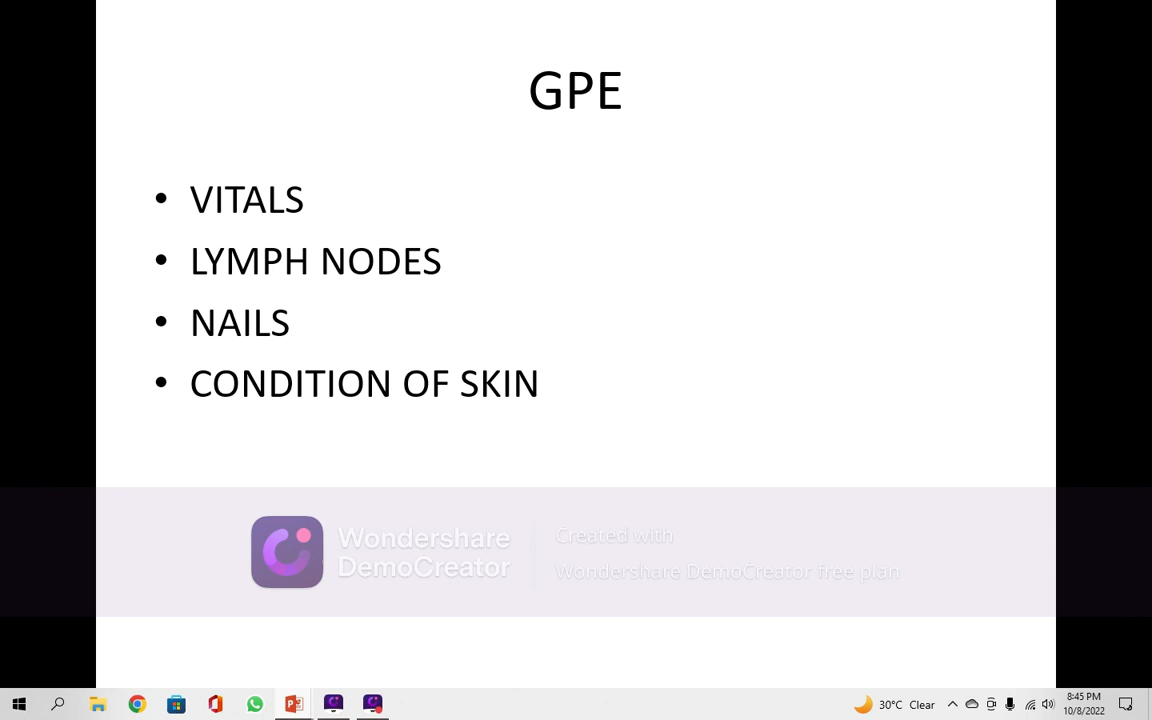 GPE
• VITALS
• LYMPH NODES
• NAILS
• CONDITION OF SKIN
Wondershare
DemoCreator
Created with
Wondershare DemoCreator free plan
30°C Clear
8:45 PM
10/8/2022